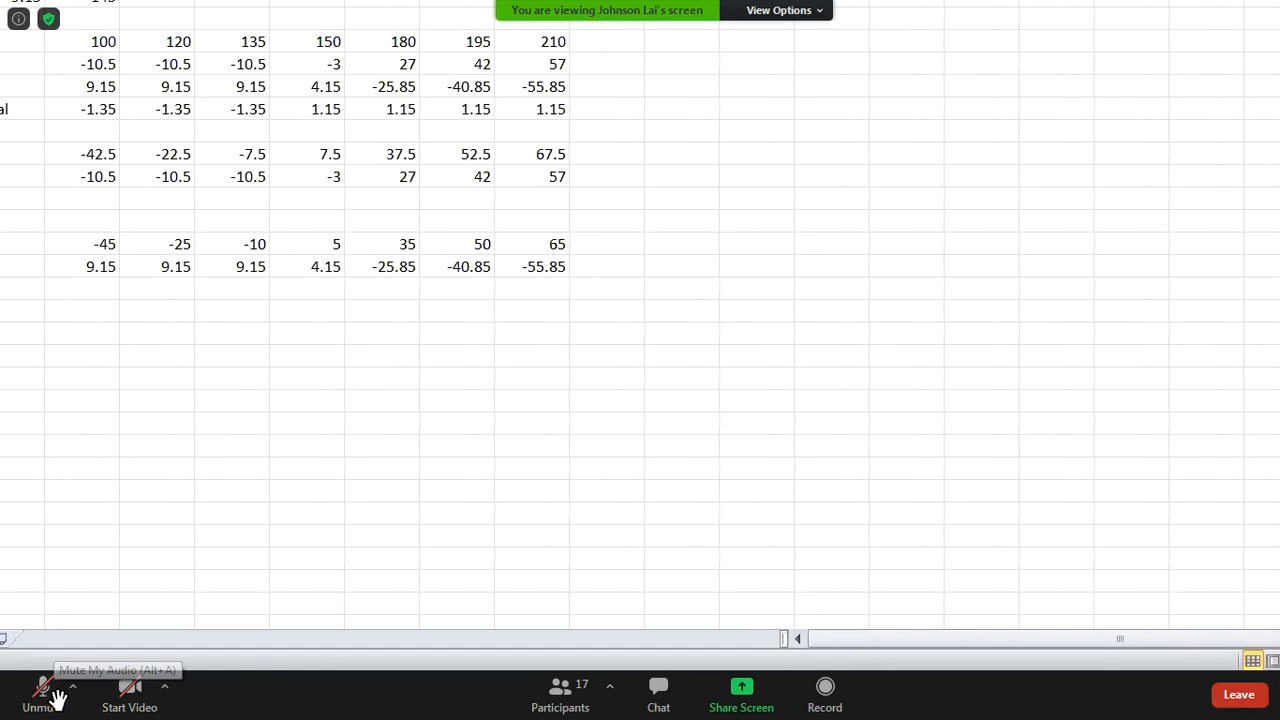 You are viewing Johnson Lai's screen View Options
100 120 135 150 180 195 210
-10.5 -10.5 -10.5 -3 27 42 57
9.15 9.15 9.15 4.15 -25.85 -40.85 -55.85
al -1.35 -1.35 -1.35 1.15 1.15 1.15 1.15
-42.5 -22.5 -7.5 7.5 37.5 52.5 67.5
-10.5 -10.5 -10.5 -3 27 42 57
-45 -25 -10 5 35 50 65
9.15 9.15 9.15 4.15 -25.85 -40.85 -55.85
Mute My Audio (Alt+A)
17
Start Video Participants Chat Share Screen Record Leave